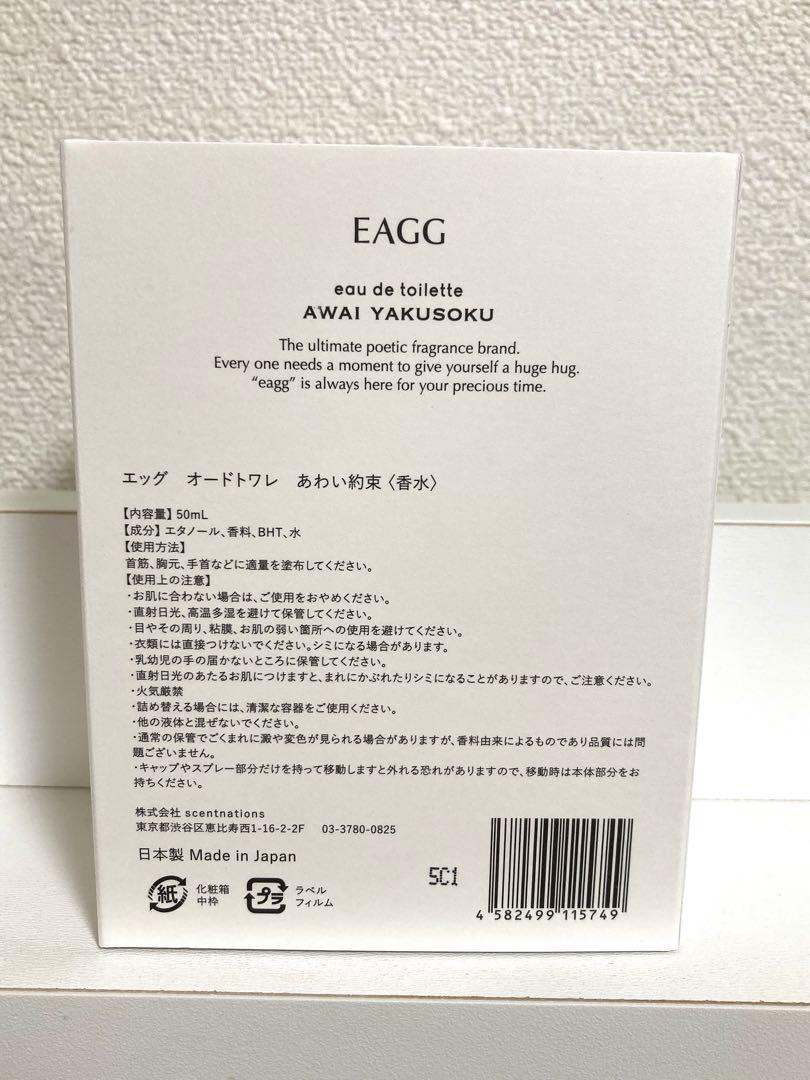 EAGG
eau de toilette
AWAI YAKUSOKU
The ultimate poetic fragrance brand.
Every one needs a moment to give yourself a huge hug.
“eagg” is always here for your precious time.
エッグ　オードトワレ　あわい約束〈香水〉
【内容量】50mL
【成分】エタノール、香料、BHT、水
【使用方法】
首筋、胸元、手首などに適量を塗布してください。
【使用上の注意】
・お肌に合わない場合は、ご使用をおやめください。
・直射日光、高温多湿を避けて保管してください。
・目やその周り、粘膜、お肌の弱い箇所への使用を避けてください。
・衣類には直接つけないでください。シミになる場合があります。
・乳幼児の手の届かないところに保管してください。
・直射日光のあたるお肌につけますと、まれにかぶれたりシミになることがありますので、ご注意ください。
・火気厳禁
・詰め替える場合には、清潔な容器をご使用ください。
・他の液体と混ぜないでください。
・通常の保管でごくまれに澱や変色が見られる場合がありますが、香料由来によるものであり品質には問
題ございません。
・キャップやスプレー部分だけを持って移動しますと外れる恐れがありますので、移動時は本体部分をお
持ちください。
株式会社 scentnations
東京都渋谷区恵比寿西1-16-2-2F　03-3780-0825
日本製 Made in Japan
紙 化粧箱
中枠
プラ ラベル
フィルム
5C1
4 582499 115749